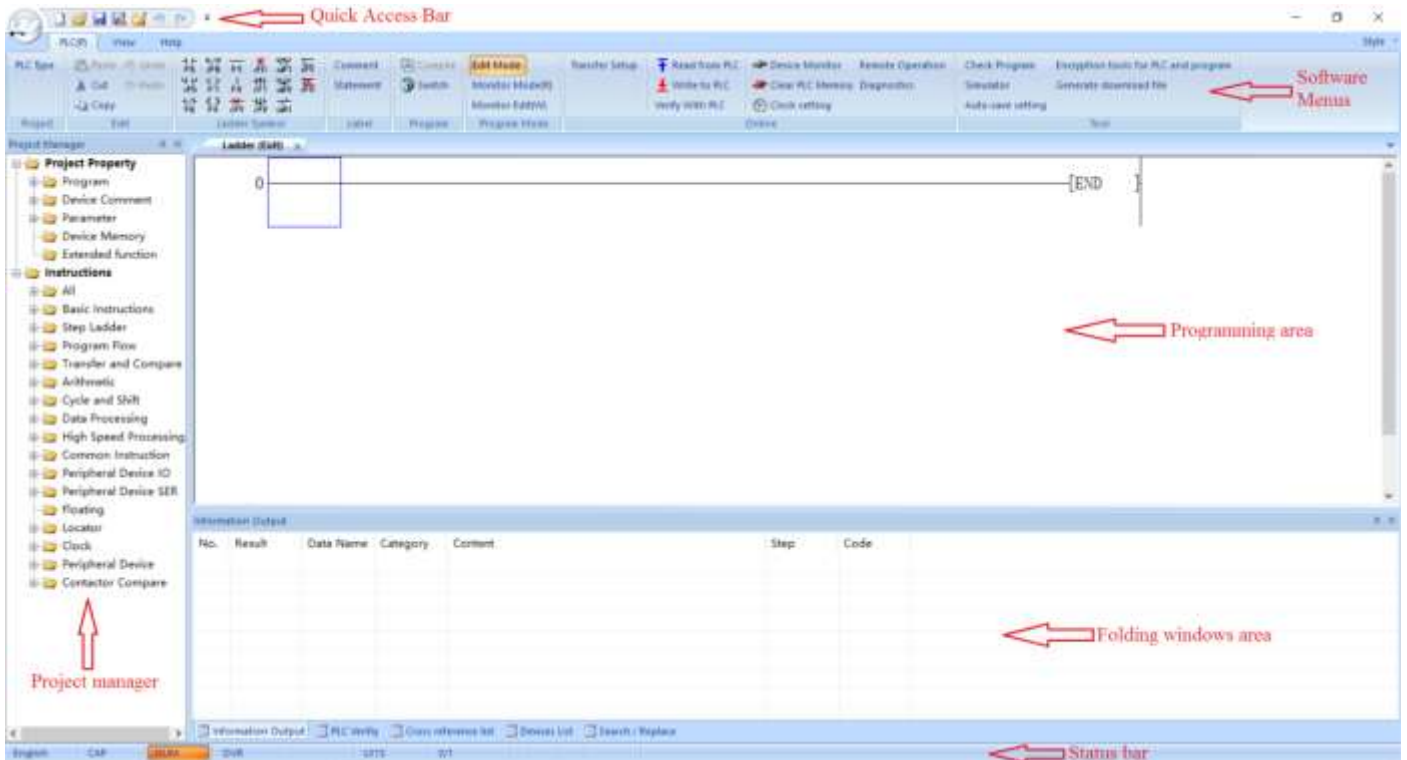 Quick Access Bar
PLC(P) View Help
Style
PLC Type
Cut
Copy
Comment
Statement
Compile
Switch
Edit Mode
Monitor Mode(R)
Monitor Edit(W)
Transfer Setup
Read from PLC
Write to PLC
Verify With PLC
Device Monitor
Clear PLC Memory
Clock setting
Remote Operation
Diagnostics
Check Program
Simulator
Auto-save setting
Encryption tools for PLC and program
Generate download file
Software
Menus
Project
Edit
Ladder Symbol
Label
Program
Program Mode
Online
Tool
Project Manager
Ladder (Edit)
Project Property
Program
Device Comment
Parameter
Device Memory
Extended function
Instructions
All
Basic Instructions
Step Ladder
Program Flow
Transfer and Compare
Arithmetic
Cycle and Shift
Data Processing
High Speed Processing
Common Instruction
Peripheral Device IO
Peripheral Device SER
Floating
Locator
Clock
Peripheral Device
Contactor Compare
Project manager
0 [END ]
Programming area
Information Output
No. Result Data Name Category Content Step Code
Folding windows area
Information Output PLC Verify Cross reference list Devices List Search / Replace
English CAP NUM OVR
Status bar